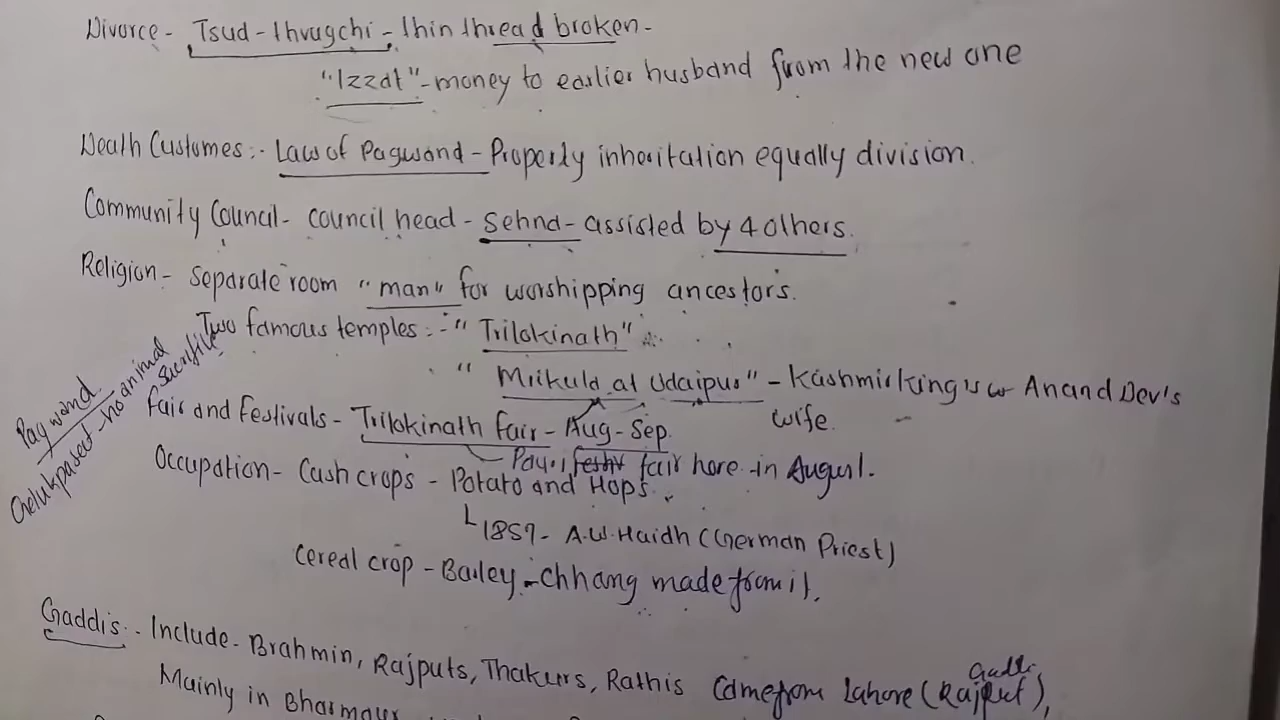 Divorce - Tsud-thvugchi - thin thread broken -
"Izzat" - money to earlier husband from the new one
Death Customes :- Law of Pagwand - Property inheritation equally division.
Community Council - council head - Sehna - assisted by 4 others.
Religion - separate room "man" for worshipping ancestors.
Two famous temples :- "Trilokinath"
" Mrikula at Udaipur" - Kashmir king's Anand Dev's
wife.
Pagwand
no animal
Sacrifice
Fair and Festivals - Trilokinath fair - Aug - Sep.
Pauri fair here in August.
Occupation - Cash crops - Potato and Hops.
1857 - A.W. Haidh (German Priest)
Cereal crop - Barley - Chhang made from it.
Gaddis :- Include - Brahmin, Rajputs, Thakurs, Rathis Came from Lahore (Rajput),
Mainly in Bharmaur